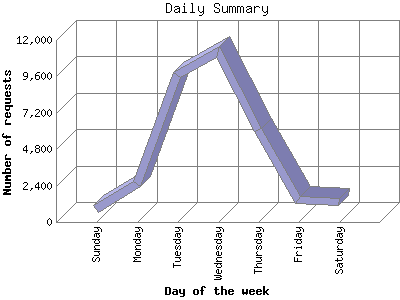 Daily Summary
12,000
9,600
7,200
4,800
2,400
0
Number of requests
Sunday
Monday
Tuesday
Wednesday
Thursday
Friday
Saturday
Day of the week